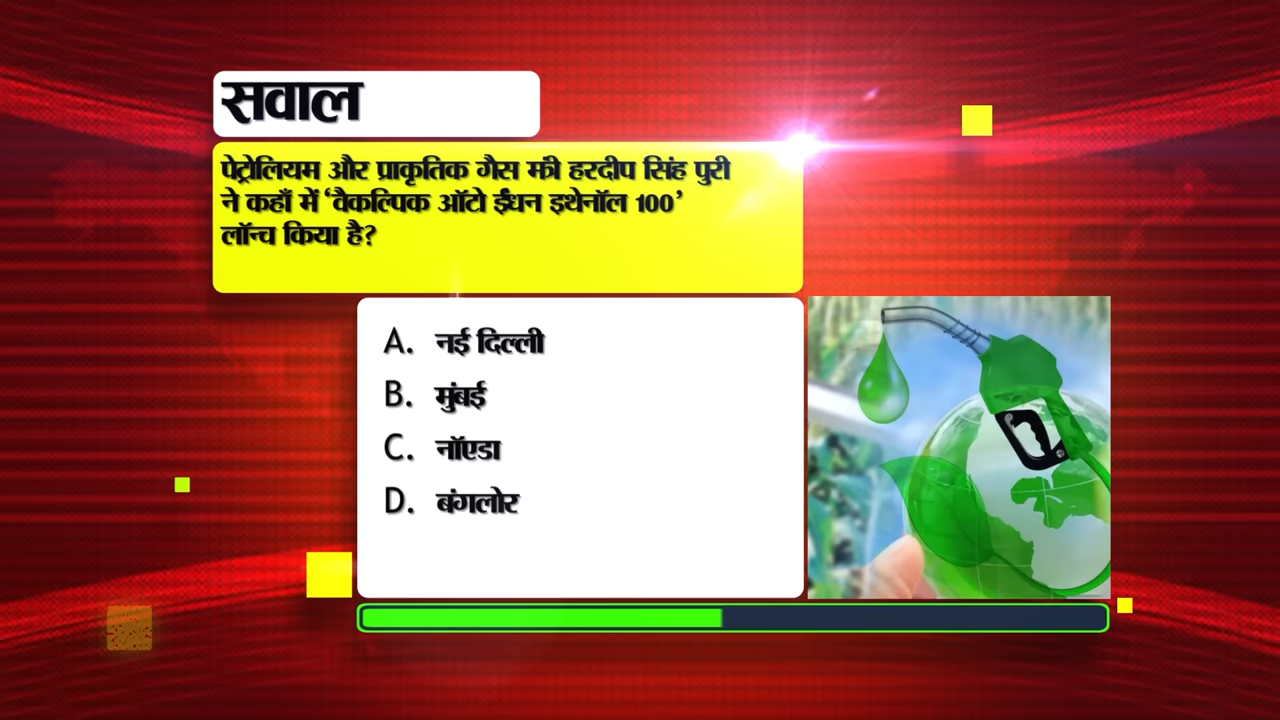 सवाल
पेट्रोलियम और प्राकृतिक गैस मंत्री हरदीप सिंह पुरी
ने कहाँ में ‘वैकल्पिक ऑटो ईंधन इथेनॉल 100’
लॉन्च किया है?
A. नई दिल्ली
B. मुंबई
C. नॉएडा
D. बंगलोर